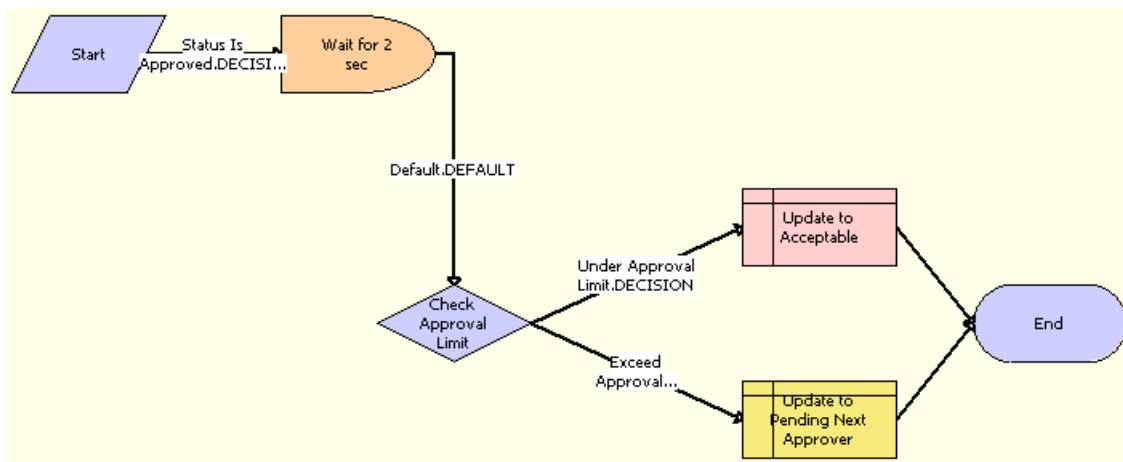 Start
Status Is
Approved.DECISI...
Wait for 2
sec
Default.DEFAULT
Check
Approval
Limit
Under Approval
Limit.DECISION
Update to
Acceptable
Exceed
Approval...
Update to
Pending Next
Approver
End